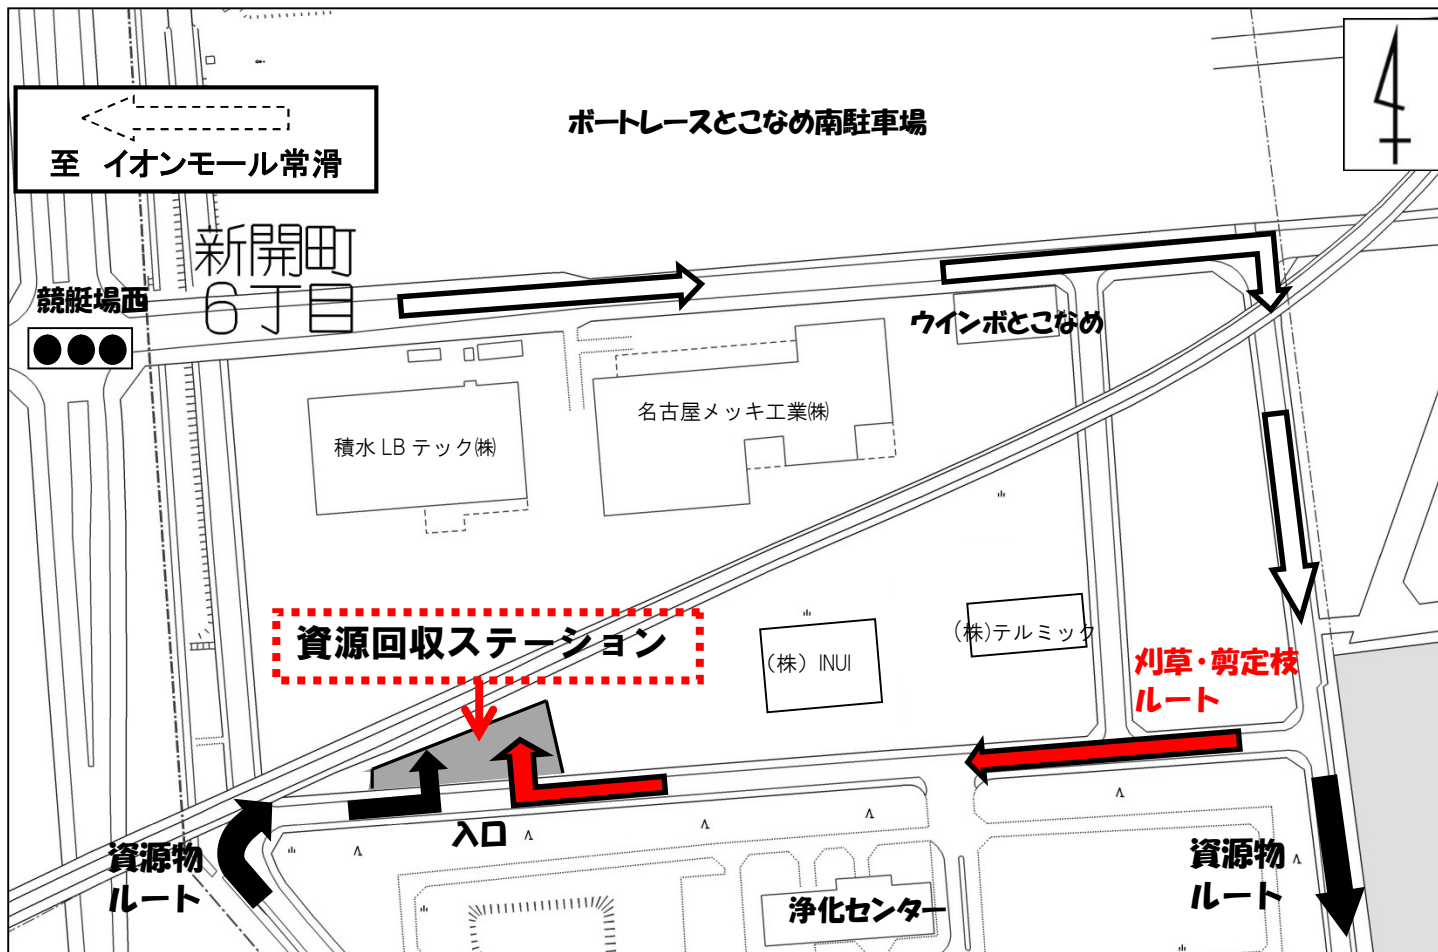 ボートレースとこなめ南駐車場
至 イオンモール常滑
新開町
6丁目
競艇場西
ウインボとこなめ
名古屋メッキ工業㈱
積水 LB テック㈱
資源回収ステーション
(株)テルミック
(株) INUI
刈草・剪定枝
ルート
入口
資源物
ルート
資源物
ルート
浄化センター